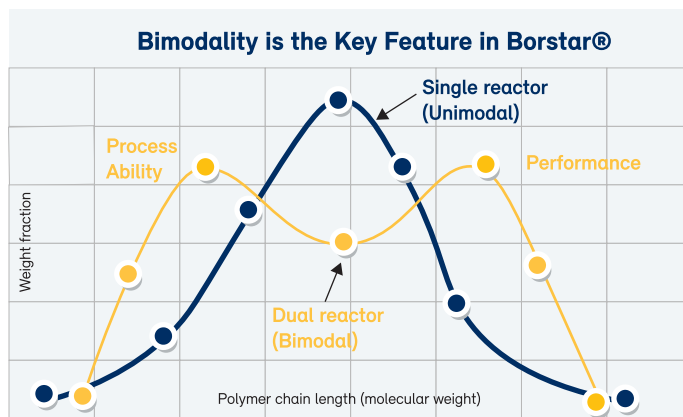 Bimodality is the Key Feature in Borstar®
Single reactor
(Unimodal)
Process
Ability
Performance
Weight fraction
Dual reactor
(Bimodal)
Polymer chain length (molecular weight)